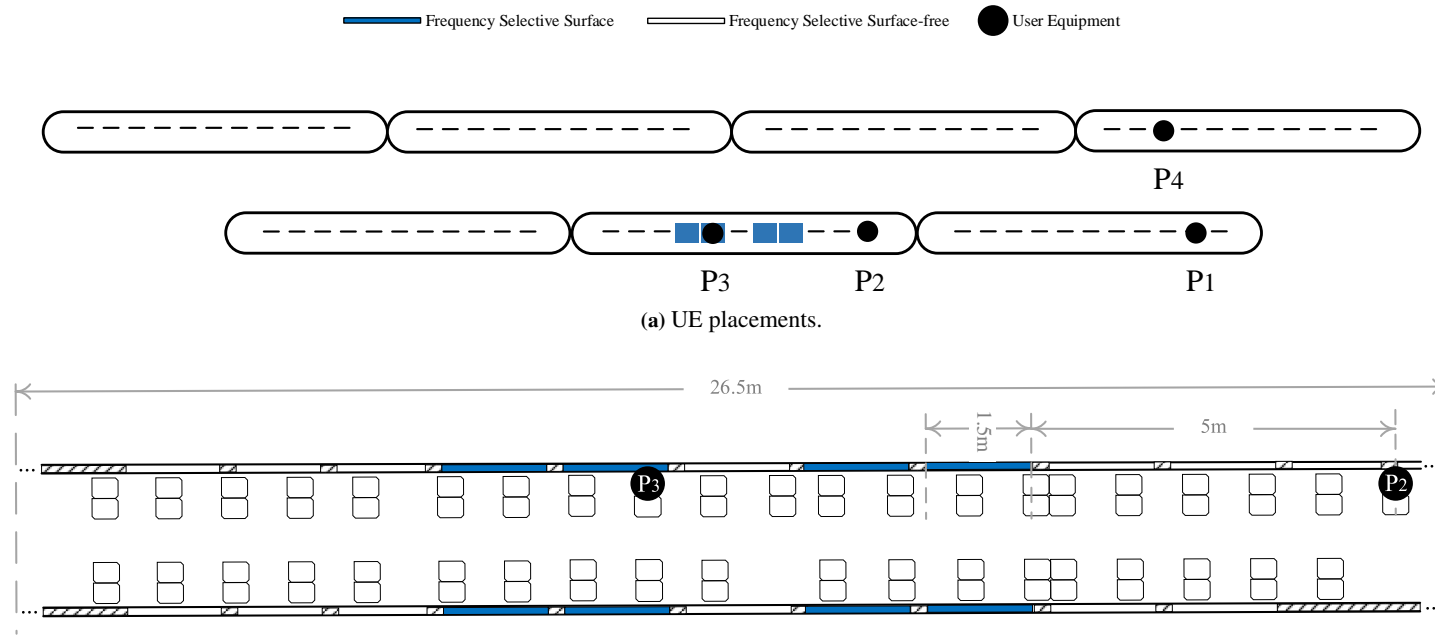 Frequency Selective Surface Frequency Selective Surface-free User Equipment
P4
P3 P2 P1
(a) UE placements.
26.5m
1.5m
5m
... ...
P3 P2
... ...